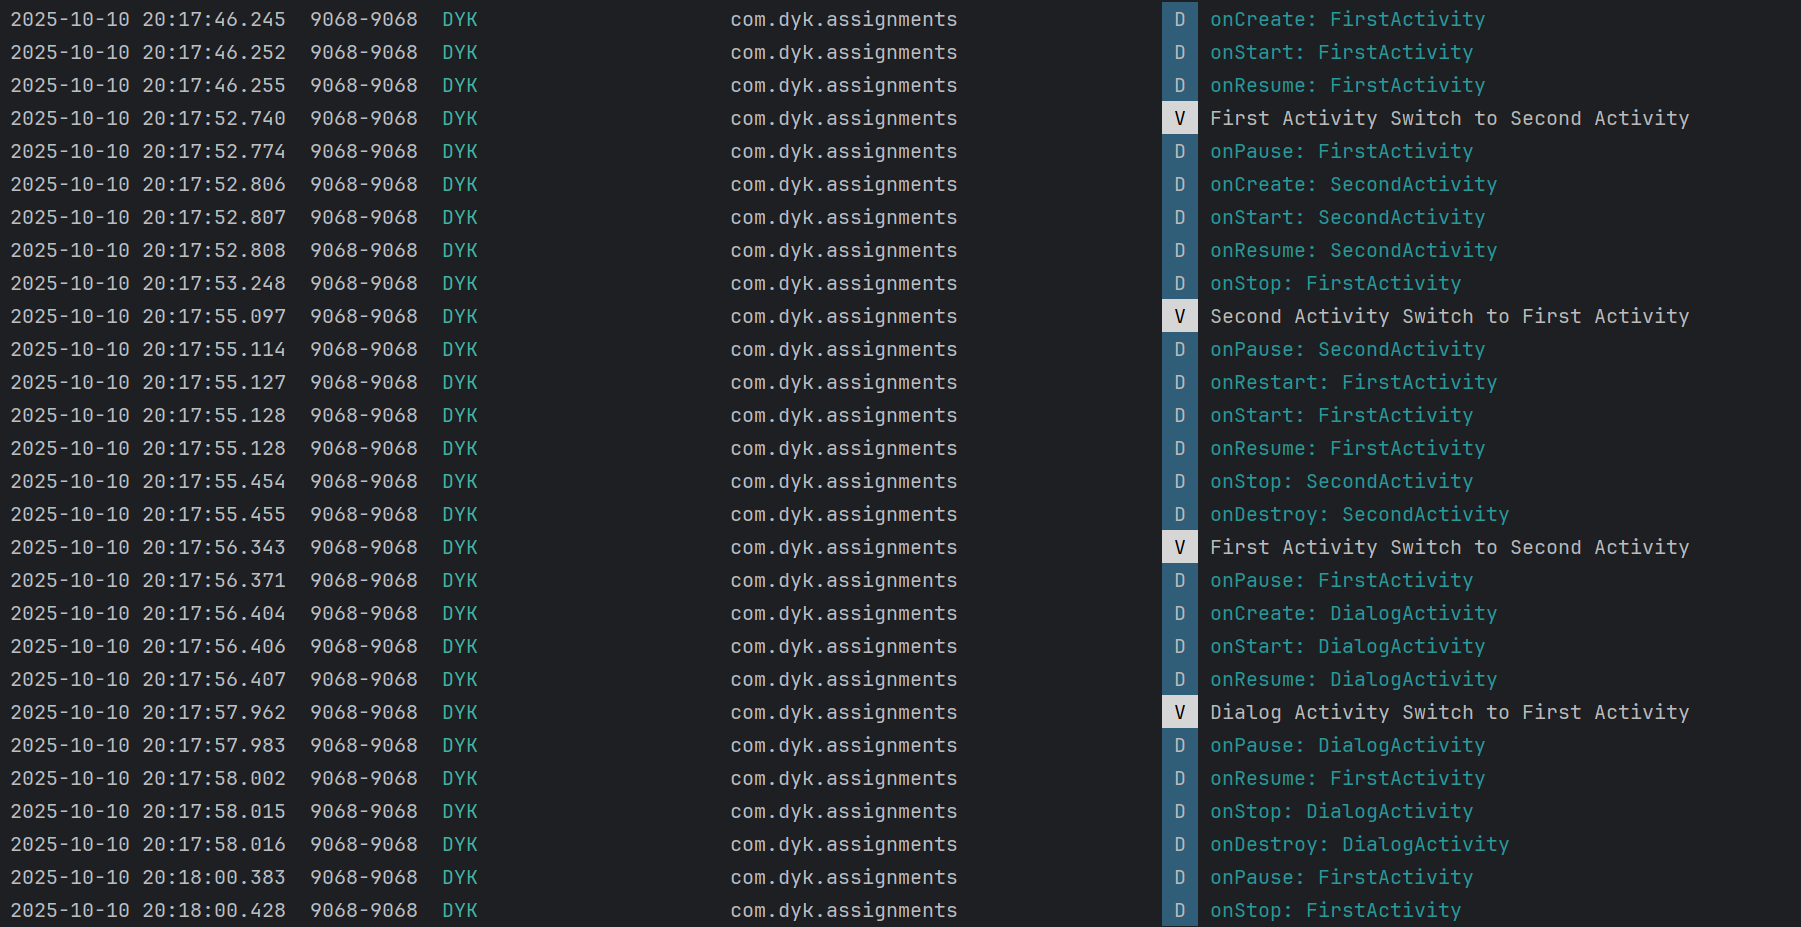 2025-10-10 20:17:46.245 9068-9068 DYK com.dyk.assignments D onCreate: FirstActivity
2025-10-10 20:17:46.252 9068-9068 DYK com.dyk.assignments D onStart: FirstActivity
2025-10-10 20:17:46.255 9068-9068 DYK com.dyk.assignments D onResume: FirstActivity
2025-10-10 20:17:52.740 9068-9068 DYK com.dyk.assignments V First Activity Switch to Second Activity
2025-10-10 20:17:52.774 9068-9068 DYK com.dyk.assignments D onPause: FirstActivity
2025-10-10 20:17:52.806 9068-9068 DYK com.dyk.assignments D onCreate: SecondActivity
2025-10-10 20:17:52.807 9068-9068 DYK com.dyk.assignments D onStart: SecondActivity
2025-10-10 20:17:52.808 9068-9068 DYK com.dyk.assignments D onResume: SecondActivity
2025-10-10 20:17:53.248 9068-9068 DYK com.dyk.assignments D onStop: FirstActivity
2025-10-10 20:17:55.097 9068-9068 DYK com.dyk.assignments V Second Activity Switch to First Activity
2025-10-10 20:17:55.114 9068-9068 DYK com.dyk.assignments D onPause: SecondActivity
2025-10-10 20:17:55.127 9068-9068 DYK com.dyk.assignments D onRestart: FirstActivity
2025-10-10 20:17:55.128 9068-9068 DYK com.dyk.assignments D onStart: FirstActivity
2025-10-10 20:17:55.128 9068-9068 DYK com.dyk.assignments D onResume: FirstActivity
2025-10-10 20:17:55.454 9068-9068 DYK com.dyk.assignments D onStop: SecondActivity
2025-10-10 20:17:55.455 9068-9068 DYK com.dyk.assignments D onDestroy: SecondActivity
2025-10-10 20:17:56.343 9068-9068 DYK com.dyk.assignments V First Activity Switch to Second Activity
2025-10-10 20:17:56.371 9068-9068 DYK com.dyk.assignments D onPause: FirstActivity
2025-10-10 20:17:56.404 9068-9068 DYK com.dyk.assignments D onCreate: DialogActivity
2025-10-10 20:17:56.406 9068-9068 DYK com.dyk.assignments D onStart: DialogActivity
2025-10-10 20:17:56.407 9068-9068 DYK com.dyk.assignments D onResume: DialogActivity
2025-10-10 20:17:57.962 9068-9068 DYK com.dyk.assignments V Dialog Activity Switch to First Activity
2025-10-10 20:17:57.983 9068-9068 DYK com.dyk.assignments D onPause: DialogActivity
2025-10-10 20:17:58.002 9068-9068 DYK com.dyk.assignments D onResume: FirstActivity
2025-10-10 20:17:58.015 9068-9068 DYK com.dyk.assignments D onStop: DialogActivity
2025-10-10 20:17:58.016 9068-9068 DYK com.dyk.assignments D onDestroy: DialogActivity
2025-10-10 20:18:00.383 9068-9068 DYK com.dyk.assignments D onPause: FirstActivity
2025-10-10 20:18:00.428 9068-9068 DYK com.dyk.assignments D onStop: FirstActivity